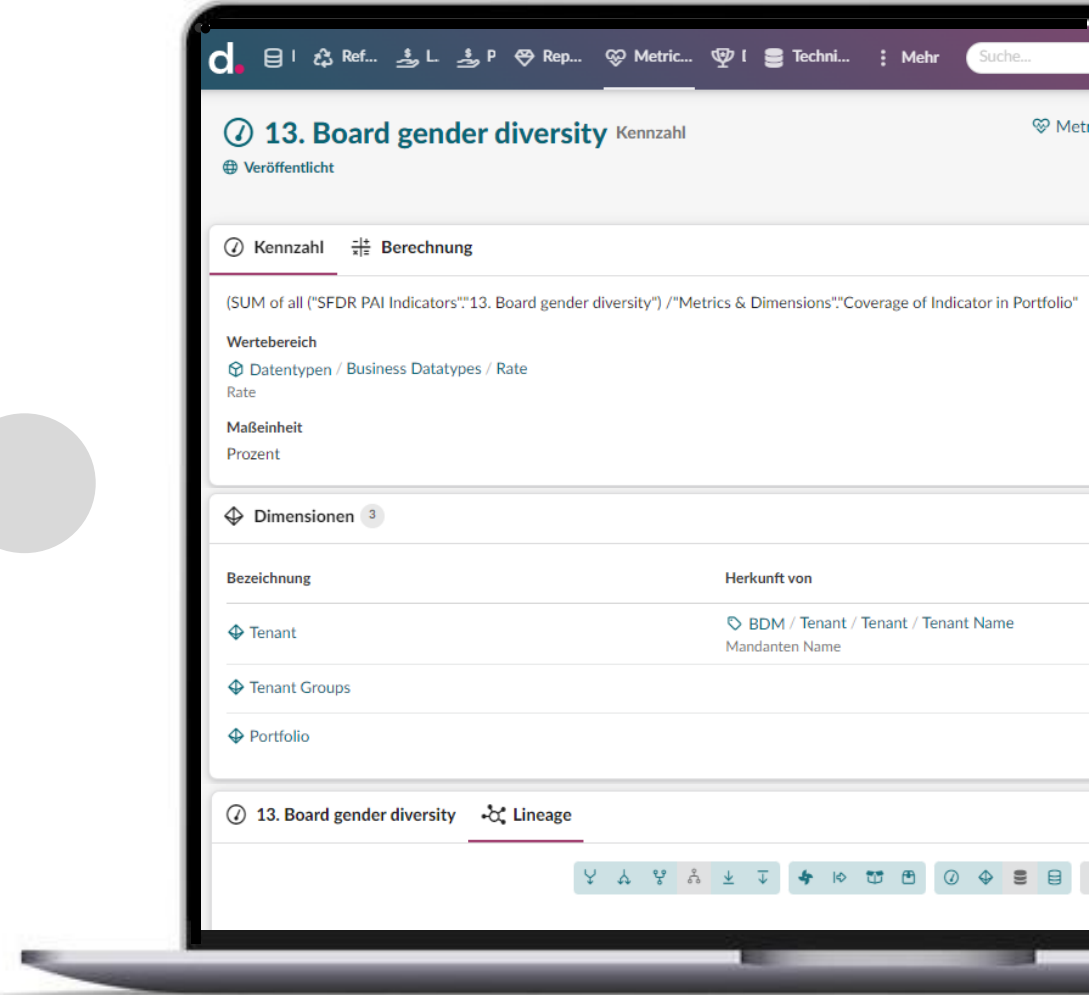 d. I Ref... L. P Rep... Metric... I Techni... Mehr Suche...
13. Board gender diversity Kennzahl Metr
Veröffentlicht
Kennzahl Berechnung
(SUM of all ("SFDR PAI Indicators"."13. Board gender diversity") /"Metrics & Dimensions"."Coverage of Indicator in Portfolio"
Wertebereich
Datentypen / Business Datatypes / Rate
Rate
Maßeinheit
Prozent
Dimensionen 3
Bezeichnung Herkunft von
Tenant BDM / Tenant / Tenant / Tenant Name
Mandanten Name
Tenant Groups
Portfolio
13. Board gender diversity Lineage